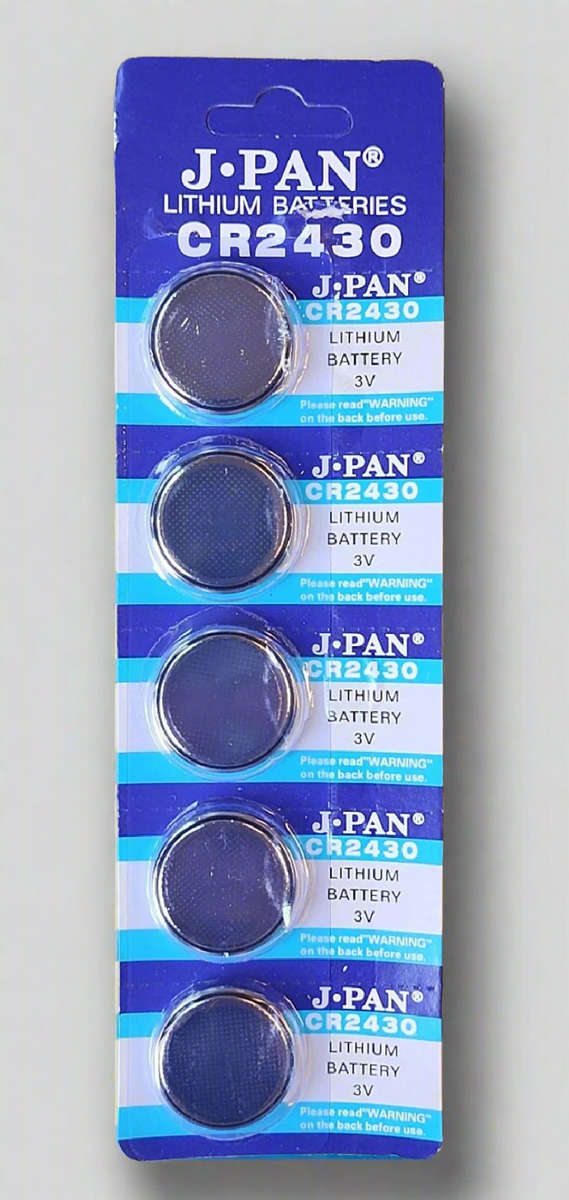 J·PAN®
LITHIUM BATTERIES
CR2430
J·PAN®
CR2430
LITHIUM
BATTERY
3V
Please read"WARNING"
on the back before use.
J·PAN®
CR2430
LITHIUM
BATTERY
3V
Please read"WARNING"
on the back before use.
J·PAN®
CR2430
LITHIUM
BATTERY
3V
Please read"WARNING"
on the back before use.
J·PAN®
CR2430
LITHIUM
BATTERY
3V
Please read"WARNING"
on the back before use.
J·PAN®
CR2430
LITHIUM
BATTERY
3V
Please read"WARNING"
on the back before use.